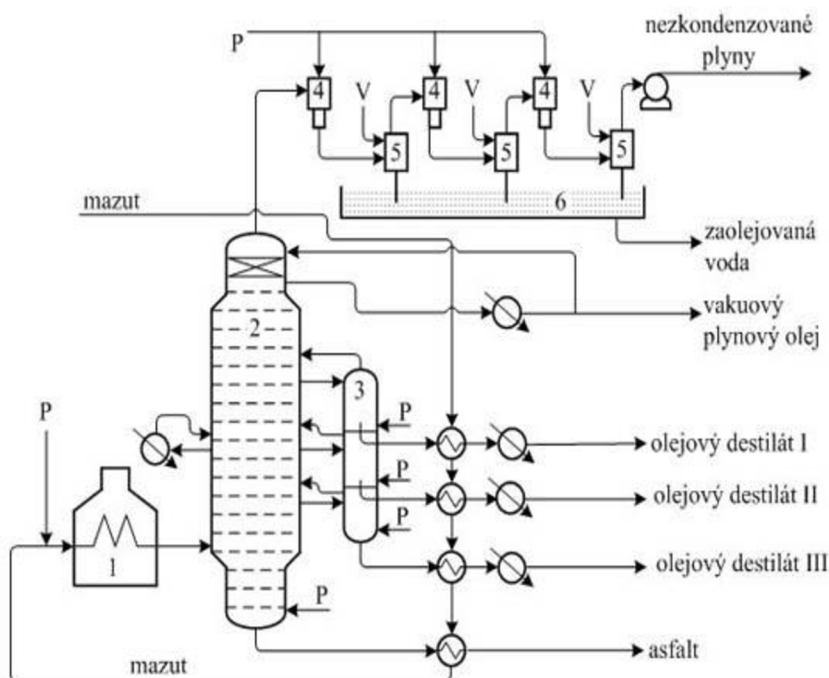 nezkondenzované
plyny
P
4
4
4
V
V
V
5
5
5
mazut
6
zaolejovaná
voda
2
vakuový
plynový olej
3
P
P
olejový destilát I
P
olejový destilát II
P
1
olejový destilát III
P
mazut
asfalt